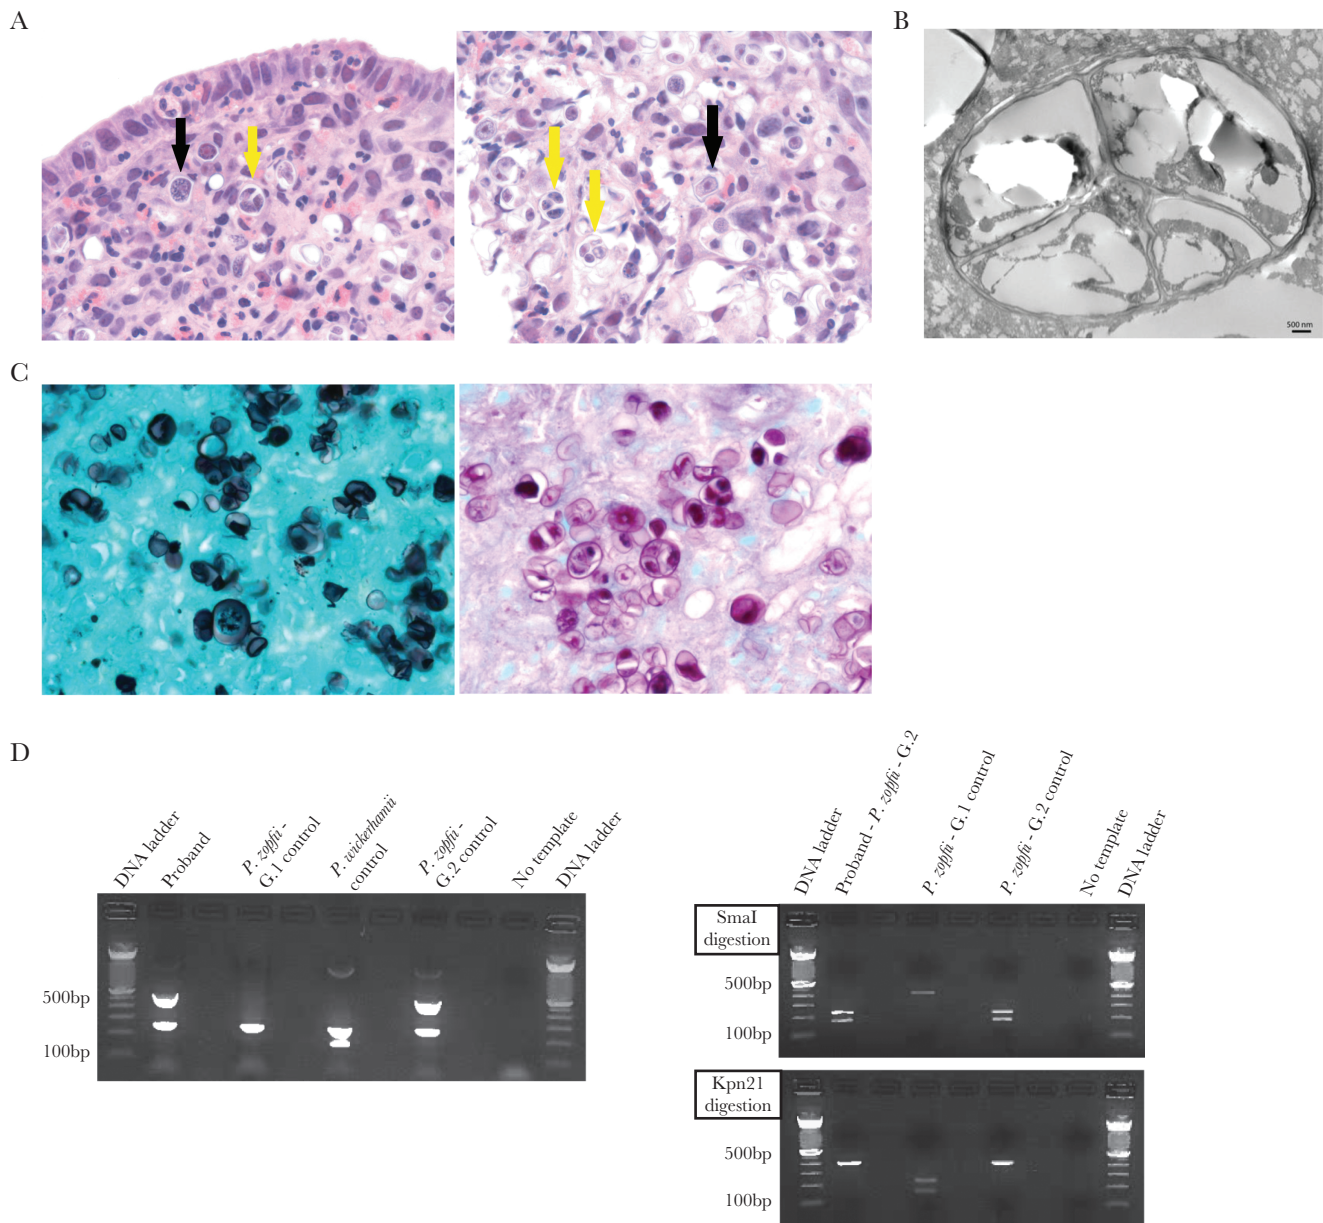 A
B
500 nm
C
D
DNA ladder
Proband
P. zopfii -
G.1 control
P. wickerhamii
control
P. zopfii -
G.2 control
No template
DNA ladder
500bp
100bp
DNA ladder
Proband - P. zopfii - G.2
P. zopfii - G.1 control
P. zopfii - G.2 control
No template
DNA ladder
SmaI
digestion
500bp
100bp
Kpn21
digestion
500bp
100bp